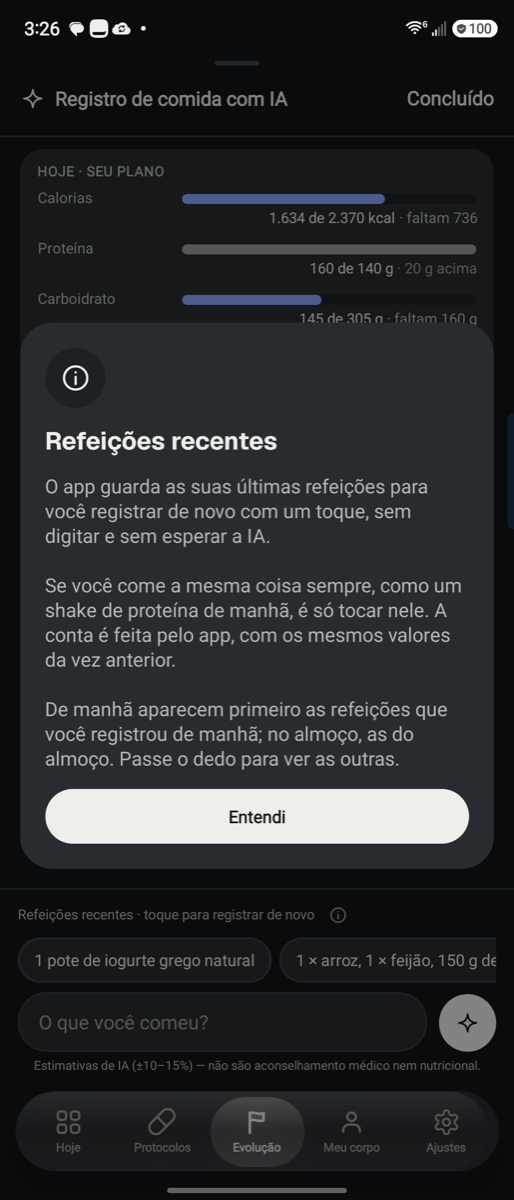 3:26
6
100
Registro de comida com IA
Concluído
HOJE · SEU PLANO
Calorias
1.634 de 2.370 kcal · faltam 736
Proteína
160 de 140 g · 20 g acima
Carboidrato
145 de 305 g · faltam 160 g
Refeições recentes
O app guarda as suas últimas refeições para
você registrar de novo com um toque, sem
digitar e sem esperar a IA.
Se você come a mesma coisa sempre, como um
shake de proteína de manhã, é só tocar nele. A
conta é feita pelo app, com os mesmos valores
da vez anterior.
De manhã aparecem primeiro as refeições que
você registrou de manhã; no almoço, as do
almoço. Passe o dedo para ver as outras.
Entendi
Refeições recentes · toque para registrar de novo
1 pote de iogurte grego natural
1 × arroz, 1 × feijão, 150 g de
O que você comeu?
Estimativas de IA (±10–15%) — não são aconselhamento médico nem nutricional.
Hoje
Protocolos
Evolução
Meu corpo
Ajustes